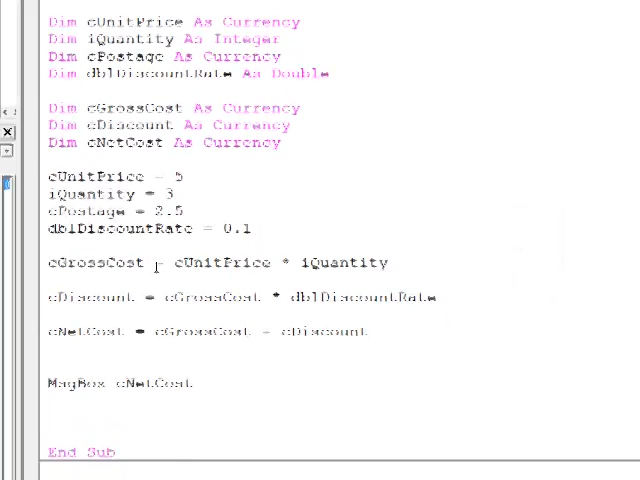 Dim cUnitPrice As Currency
Dim iQuantity As Integer
Dim cPostage As Currency
Dim dblDiscountRate As Double
Dim cGrossCost As Currency
Dim cDiscount As Currency
Dim cNetCost As Currency
cUnitPrice = 5
iQuantity = 3
cPostage = 2.5
dblDiscountRate = 0.1
cGrossCost = cUnitPrice * iQuantity
cDiscount = cGrossCost * dblDiscountRate
cNetCost = cGrossCost - cDiscount
MsgBox cNetCost
End Sub